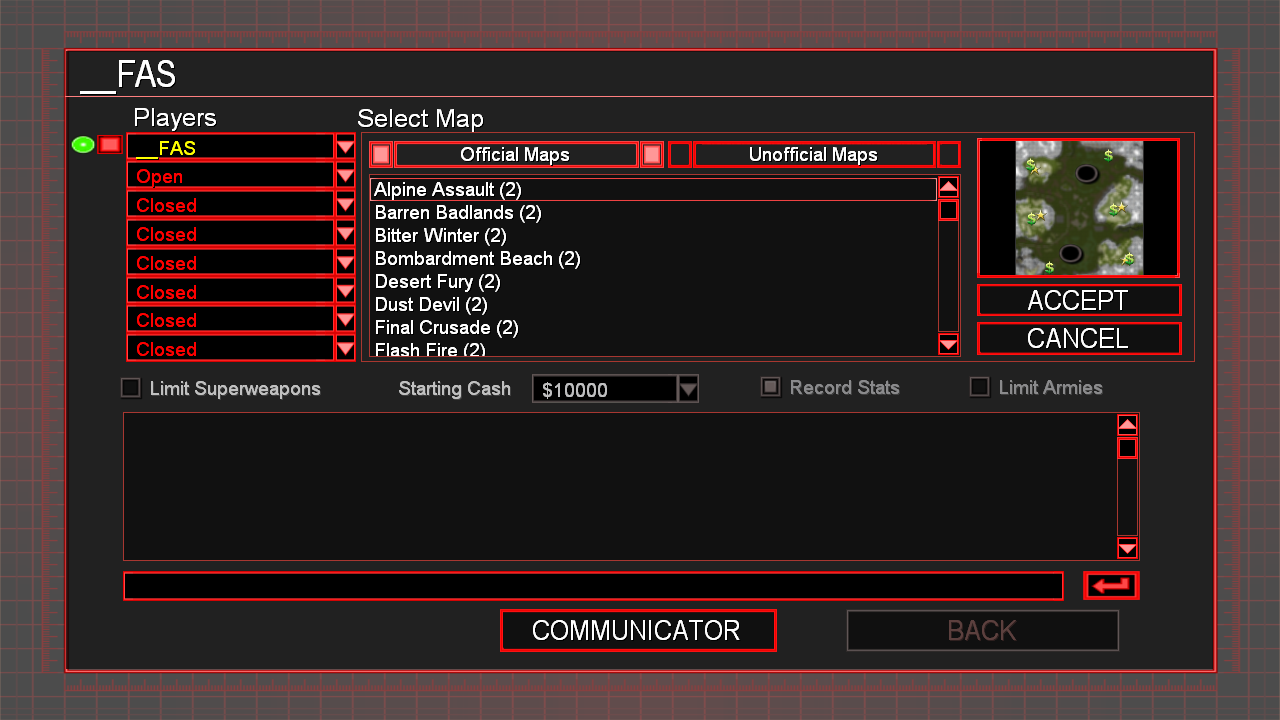 __FAS
Players
Select Map
__FAS
Open
Closed
Closed
Closed
Closed
Closed
Closed
Official Maps
Unofficial Maps
Alpine Assault (2)
Barren Badlands (2)
Bitter Winter (2)
Bombardment Beach (2)
Desert Fury (2)
Dust Devil (2)
Final Crusade (2)
Flash Fire (2)
ACCEPT
CANCEL
Limit Superweapons
Starting Cash
$10000
Record Stats
Limit Armies
COMMUNICATOR
BACK